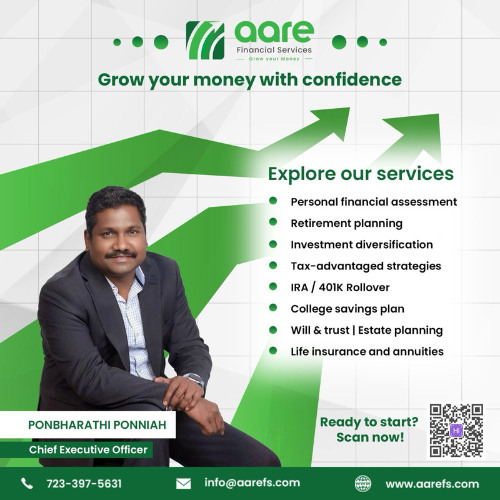 aare
Financial Services
Grow your Money
Grow your money with confidence
Explore our services
Personal financial assessment
Retirement planning
Investment diversification
Tax-advantaged strategies
IRA / 401K Rollover
College savings plan
Will & trust | Estate planning
Life insurance and annuities
PONBHARATHI PONNIAH
Chief Executive Officer
Ready to start?
Scan now!
Hi
723-397-5631
info@aarefs.com
www.aarefs.com